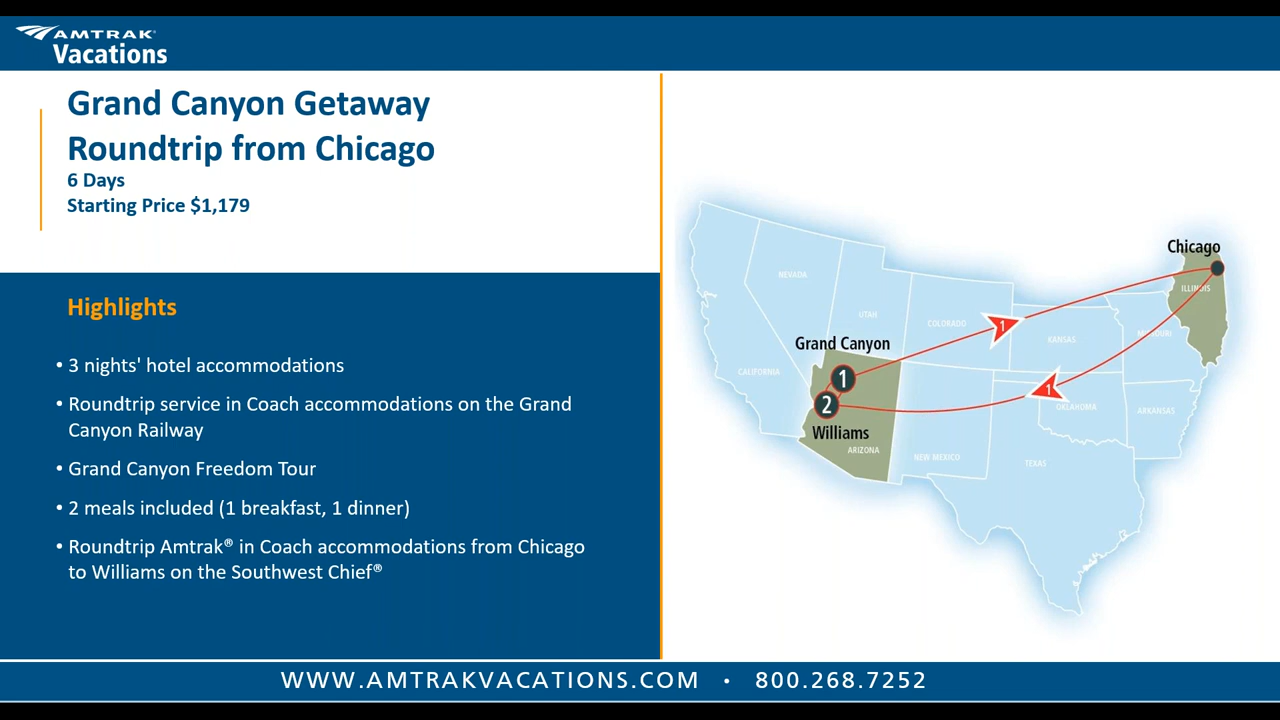 AMTRAK®
Vacations
Grand Canyon Getaway
Roundtrip from Chicago
6 Days
Starting Price $1,179
Highlights
• 3 nights' hotel accommodations
• Roundtrip service in Coach accommodations on the Grand
Canyon Railway
• Grand Canyon Freedom Tour
• 2 meals included (1 breakfast, 1 dinner)
• Roundtrip Amtrak® in Coach accommodations from Chicago
to Williams on the Southwest Chief®
Chicago
NEVADA
ILLINOIS
UTAH
COLORADO
1
MISSOURI
KANSAS
Grand Canyon
CALIFORNIA
1
1
2
OKLAHOMA
ARKANSAS
Williams
ARIZONA
NEW MEXICO
TEXAS
WWW.AMTRAKVACATIONS.COM • 800.268.7252